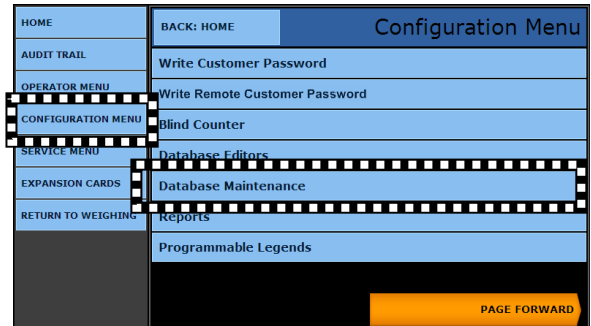 HOME
AUDIT TRAIL
OPERATOR MENU
CONFIGURATION MENU
SERVICE MENU
EXPANSION CARDS
RETURN TO WEIGHING
BACK: HOME
Configuration Menu
Write Customer Password
Write Remote Customer Password
Blind Counter
Database Editors
Database Maintenance
Reports
Programmable Legends
PAGE FORWARD